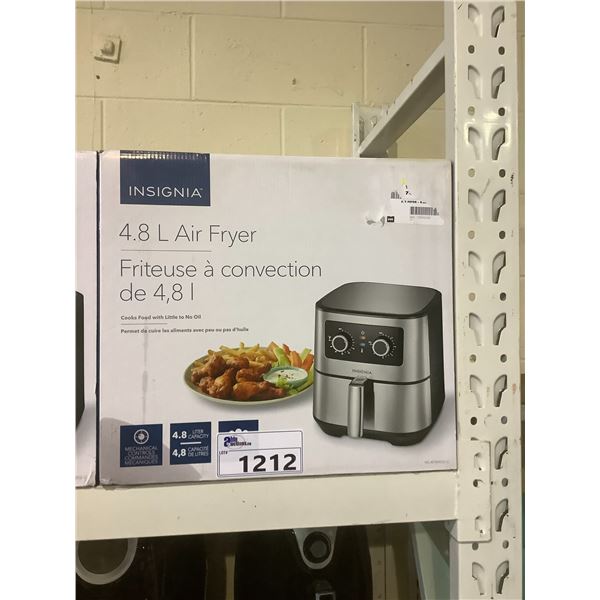 INSIGNIA
4.8 L Air Fryer
Friteuse à convection
de 4,8 l
Cooks Food with Little to No Oil
Permet de cuire les aliments avec peu ou pas d'huile
INSIGNIA
MECHANICAL
CONTROLS
COMMANDES
MÉCANIQUES
4.8 LITER
CAPACITY
4,8 CAPACITÉ
DE LITRES
LOT#
1212